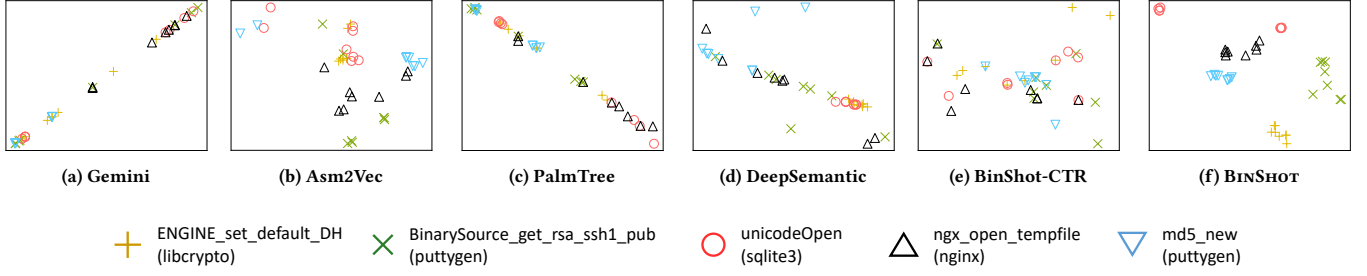 (a) Gemini
(b) Asm2Vec
(c) PalmTree
(d) DeepSemantic
(e) BinShot-CTR
(f) BINSHOT
ENGINE_set_default_DH
(libcrypto)
BinarySource_get_rsa_ssh1_pub
(puttygen)
unicodeOpen
(sqlite3)
ngx_open_tempfile
(nginx)
md5_new
(puttygen)